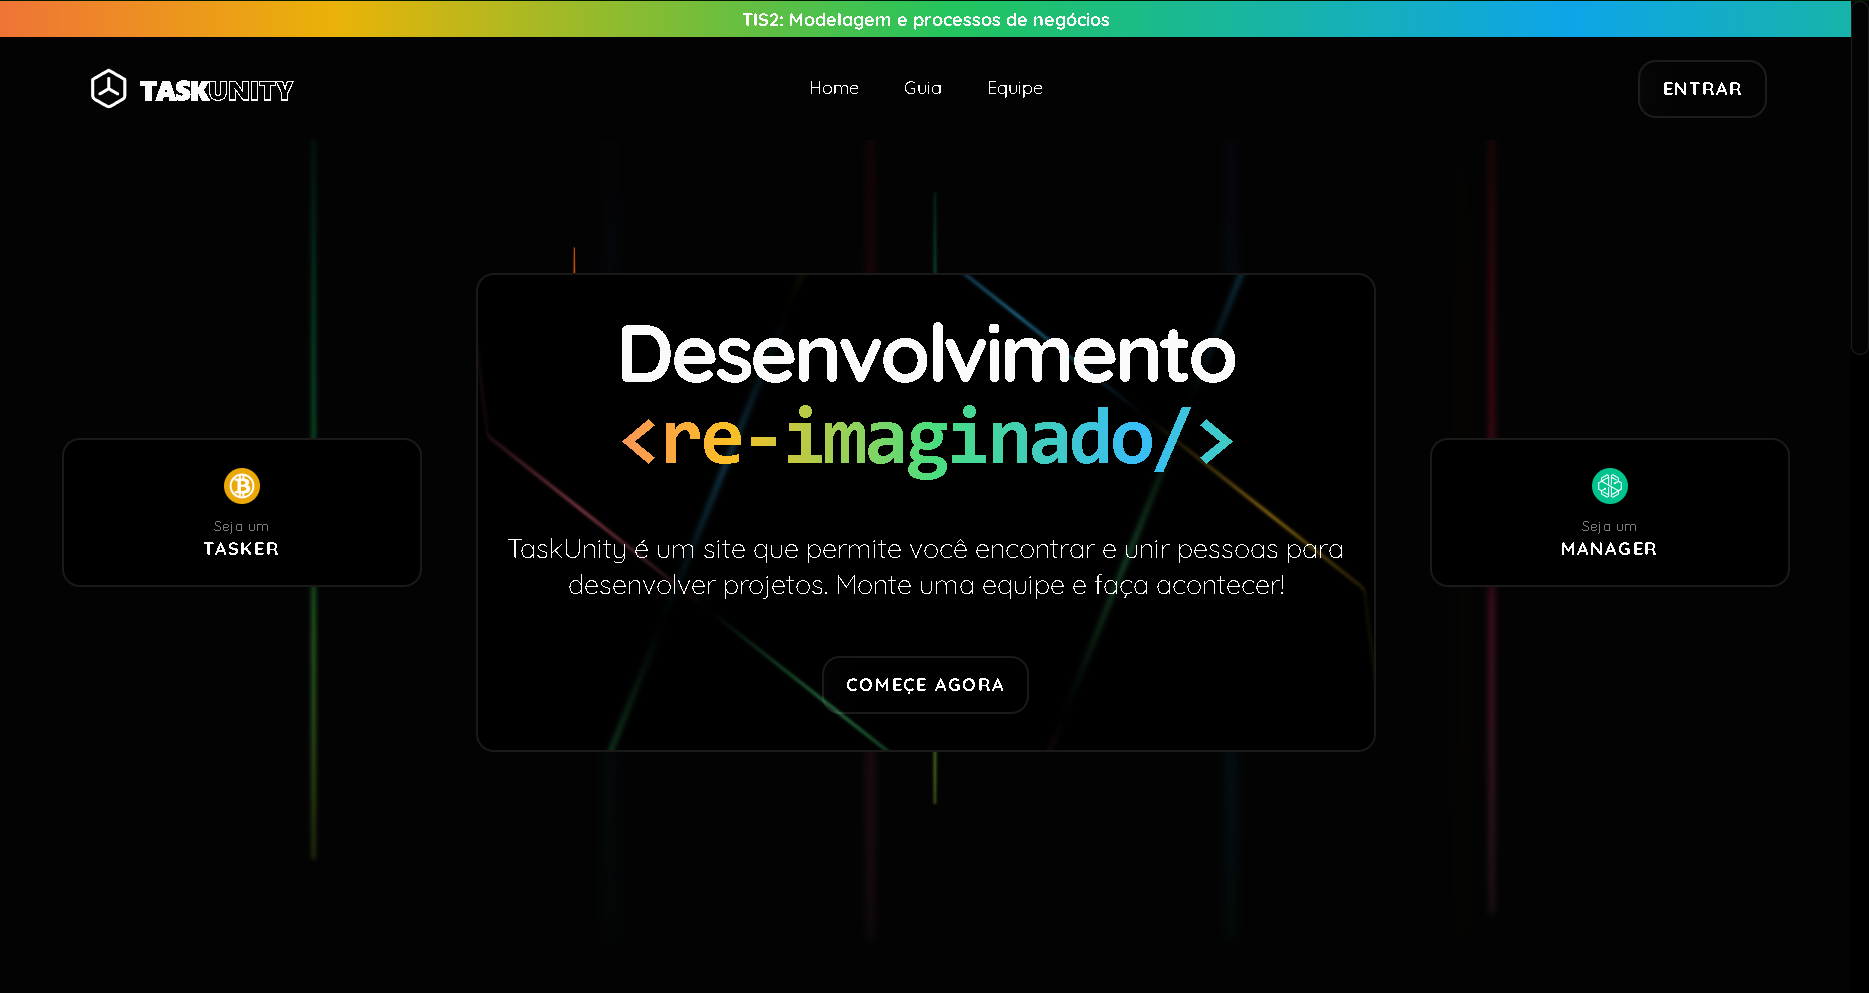 TIS2: Modelagem e processos de negócios
TASKUNITY
Home
Guia
Equipe
ENTRAR
Desenvolvimento
<re-imaginado/>
TaskUnity é um site que permite você encontrar e unir pessoas para
desenvolver projetos. Monte uma equipe e faça acontecer!
COMEÇE AGORA
Seja um
TASKER
Seja um
MANAGER